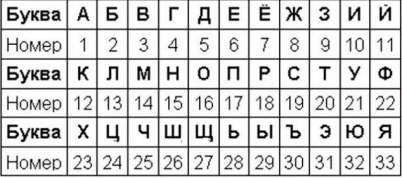 Буква А Б В Г Д Е Ё Ж З И Й
Номер 1 2 3 4 5 6 7 8 9 10 11
Буква К Л М Н О П Р С Т У Ф
Номер 12 13 14 15 16 17 18 19 20 21 22
Буква Х Ц Ч Ш Щ Ь Ы Ъ Э Ю Я
Номер 23 24 25 26 27 28 29 30 31 32 33